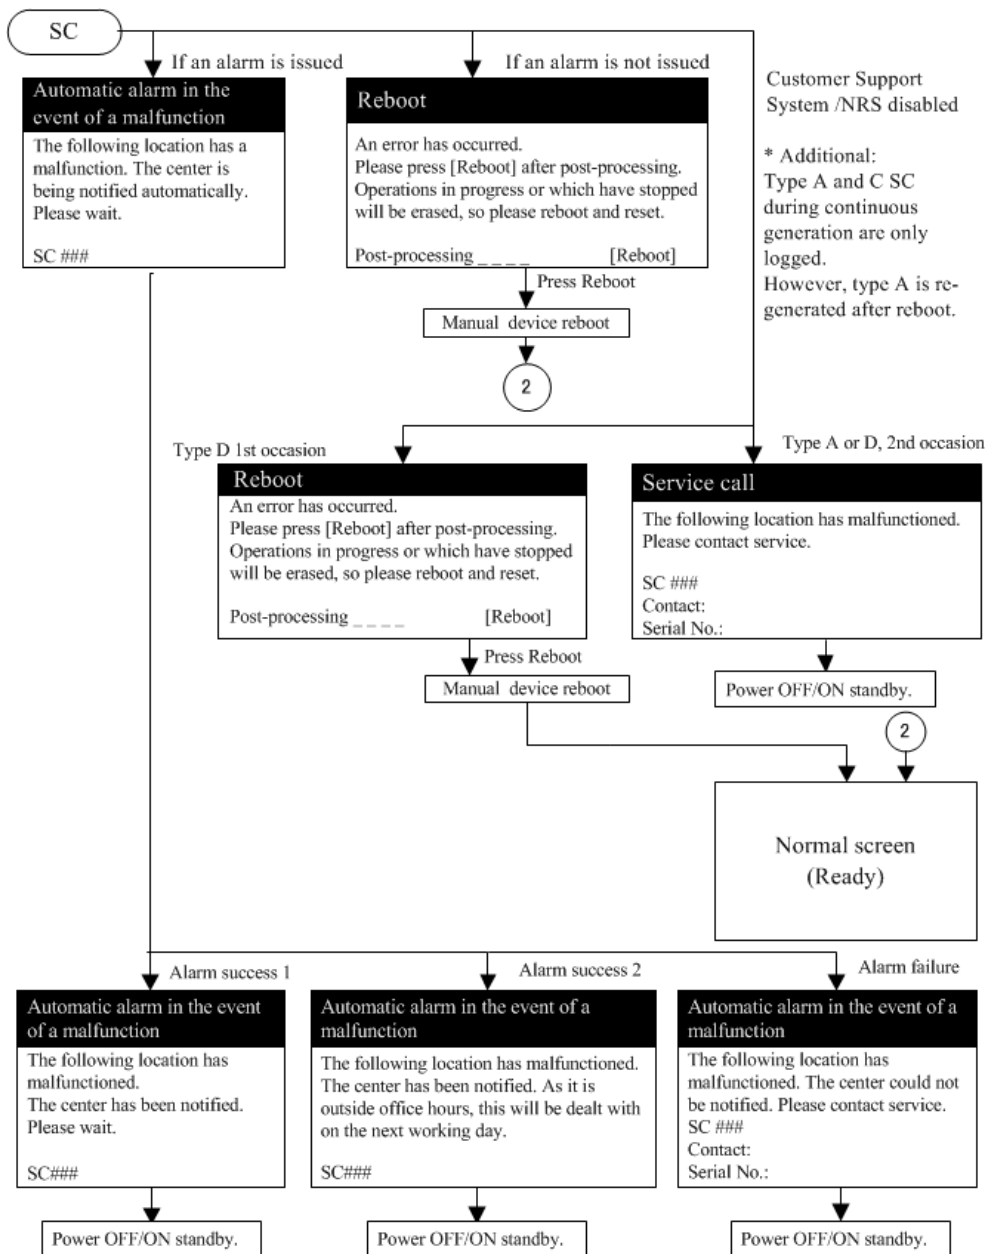 SC
If an alarm is issued
If an alarm is not issued
Automatic alarm in the
event of a malfunction
The following location has a
malfunction. The center is
being notified automatically.
Please wait.
SC ###
Reboot
An error has occurred.
Please press [Reboot] after post-processing.
Operations in progress or which have stopped
will be erased, so please reboot and reset.
Post-processing _ _ _ _ [Reboot]
Press Reboot
Manual device reboot
2
Customer Support
System /NRS disabled
* Additional:
Type A and C SC
during continuous
generation are only
logged.
However, type A is re-
generated after reboot.
Type D 1st occasion
Reboot
An error has occurred.
Please press [Reboot] after post-processing.
Operations in progress or which have stopped
will be erased, so please reboot and reset.
Post-processing _ _ _ _ [Reboot]
Press Reboot
Manual device reboot
Type A or D, 2nd occasion
Service call
The following location has malfunctioned.
Please contact service.
SC ###
Contact:
Serial No.:
Power OFF/ON standby.
2
Normal screen
(Ready)
Alarm success 1
Automatic alarm in the event
of a malfunction
The following location has
malfunctioned.
The center has been notified.
Please wait.
SC###
Power OFF/ON standby.
Alarm success 2
Automatic alarm in the event of a
malfunction
The following location has malfunctioned.
The center has been notified. As it is
outside office hours, this will be dealt with
on the next working day.
SC###
Power OFF/ON standby.
Alarm failure
Automatic alarm in the event of a
malfunction
The following location has
malfunctioned. The center could not
be notified. Please contact service.
SC ###
Contact:
Serial No.:
Power OFF/ON standby.